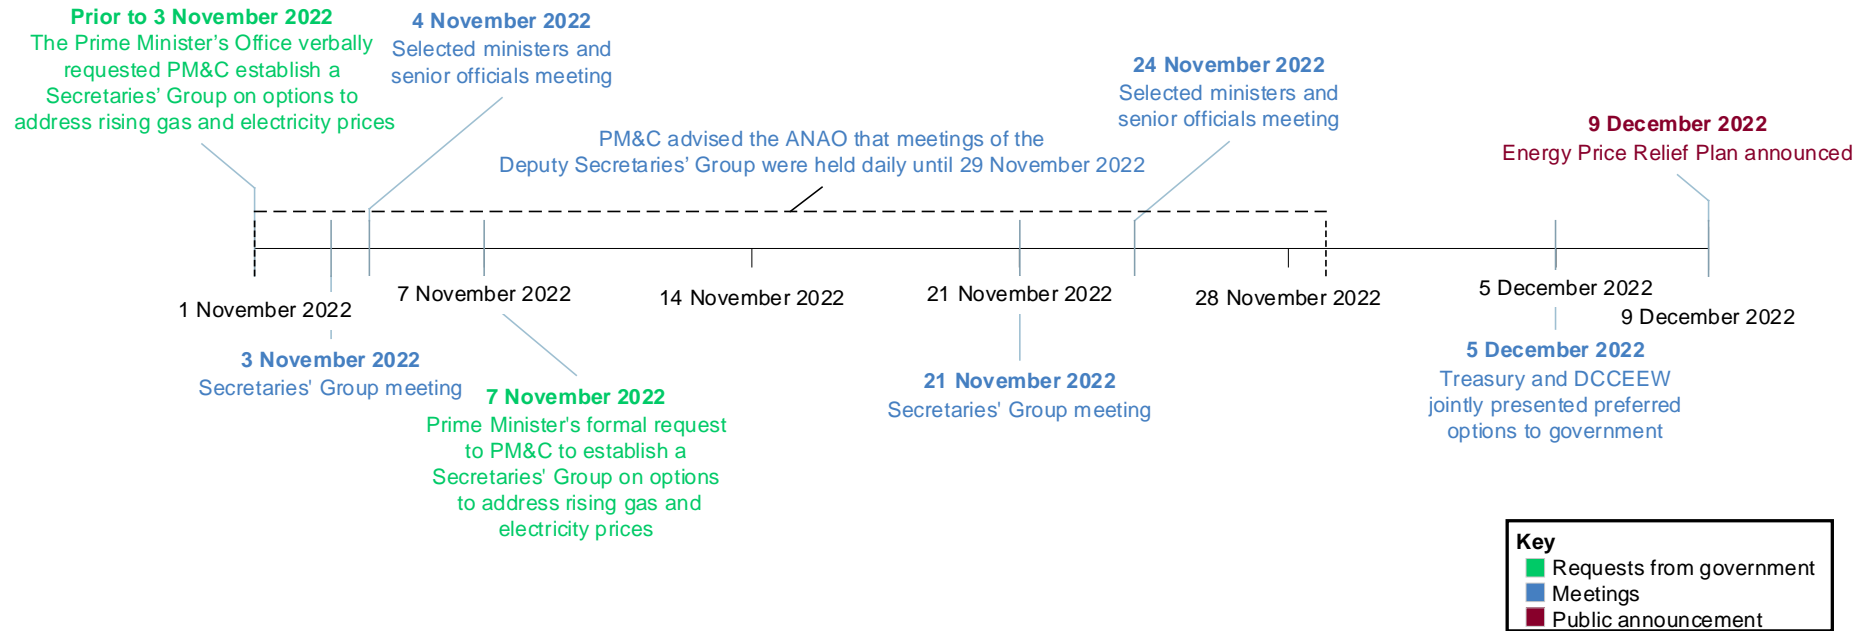 Prior to 3 November 2022
The Prime Minister’s Office verbally
requested PM&C establish a
Secretaries’ Group on options to
address rising gas and electricity prices
4 November 2022
Selected ministers and
senior officials meeting
PM&C advised the ANAO that meetings of the
Deputy Secretaries’ Group were held daily until 29 November 2022
24 November 2022
Selected ministers and
senior officials meeting
9 December 2022
Energy Price Relief Plan announced
1 November 2022
7 November 2022
14 November 2022
21 November 2022
28 November 2022
5 December 2022
9 December 2022
3 November 2022
Secretaries' Group meeting
7 November 2022
Prime Minister's formal request
to PM&C to establish a
Secretaries' Group on options
to address rising gas and
electricity prices
21 November 2022
Secretaries' Group meeting
5 December 2022
Treasury and DCCEEW
jointly presented preferred
options to government
Key
Requests from government
Meetings
Public announcement